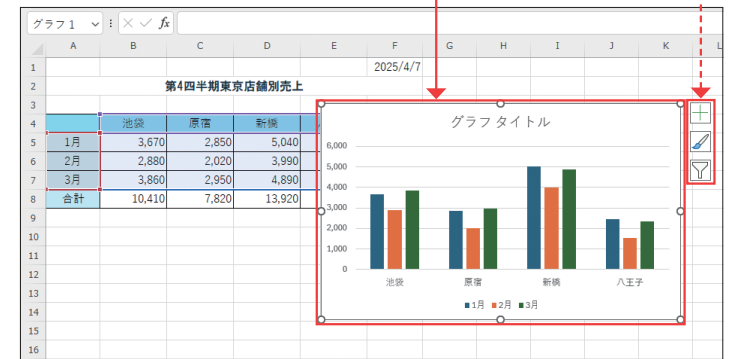 グラフ 1 fx
A B C D E F G H I J K L
1 2025/4/7
2 第4四半期東京店舗別売上
3
4 池袋 原宿 新橋
5 1月 3,670 2,850 5,040
6 2月 2,880 2,020 3,990
7 3月 3,860 2,950 4,890
8 合計 10,410 7,820 13,920
9
10
11
12
13
14
15
16
グラフ タイトル
6,000
5,000
4,000
3,000
2,000
1,000
0
池袋 原宿 新橋 八王子
1月 2月 3月